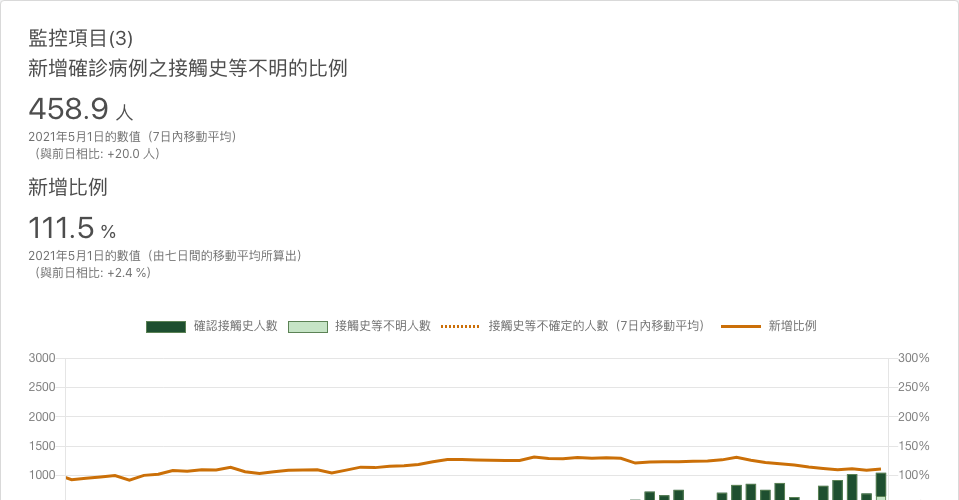 監控項目(3)
新增確診病例之接觸史等不明的比例
458.9 人
2021年5月1日的數值（7日內移動平均）
（與前日相比: +20.0 人）
新增比例
111.5 %
2021年5月1日的數值（由七日間的移動平均所算出）
（與前日相比: +2.4 %）
確認接觸史人數 接觸史等不明人數 接觸史等不確定的人數（7日內移動平均） 新增比例
3000 300%
2500 250%
2000 200%
1500 150%
1000 100%